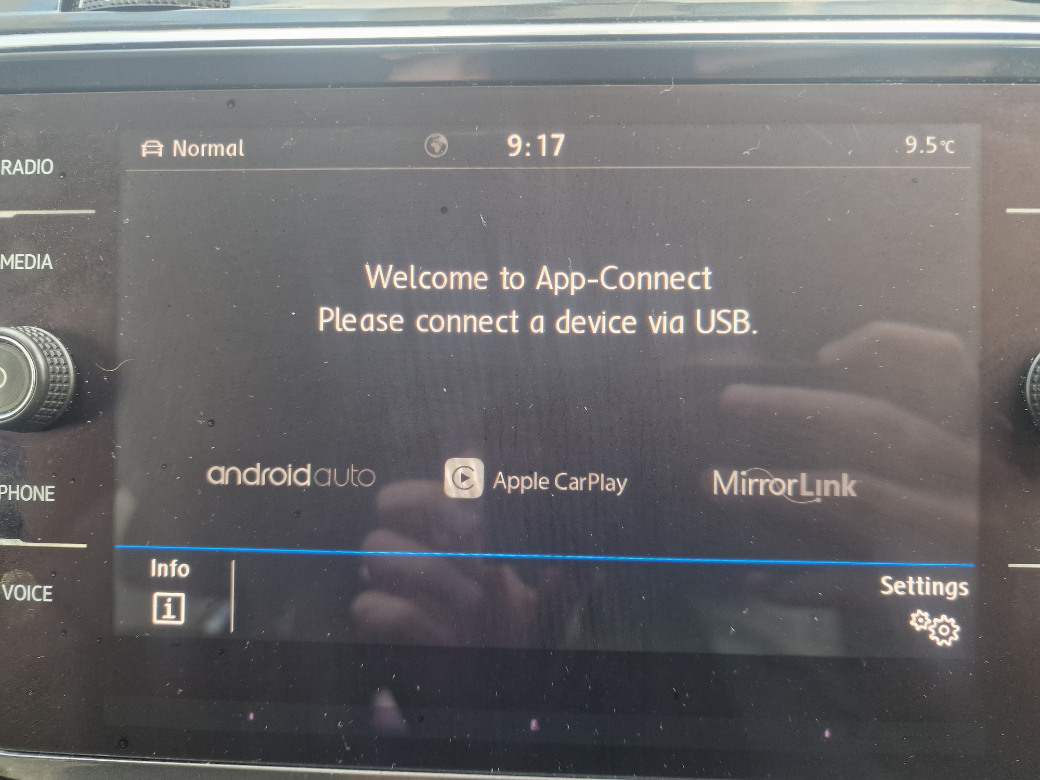 RADIO
MEDIA
PHONE
VOICE
Normal
9:17
9.5°C
Welcome to App-Connect
Please connect a device via USB.
androidauto
Apple CarPlay
MirrorLink
Info
i
Settings